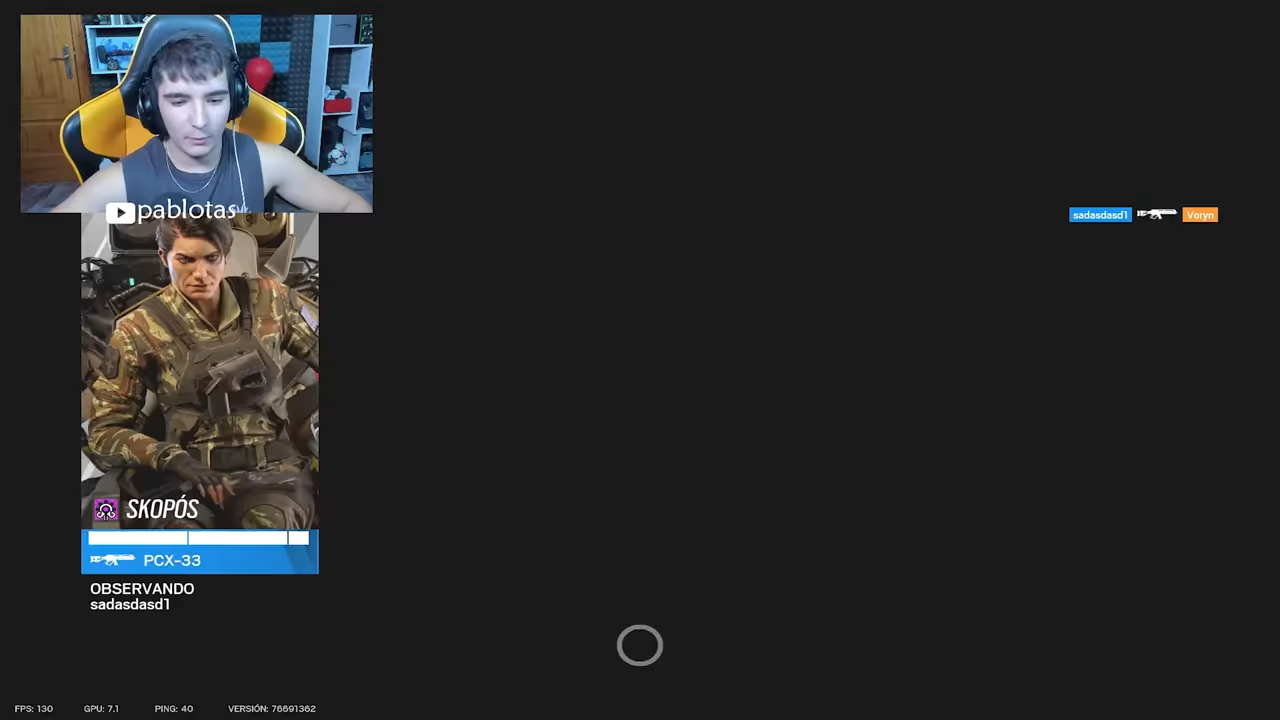 pablotas
sadasdasd1 Voryn
SKOPÓS
PCX-33
OBSERVANDO
sadasdasd1
FPS: 130 GPU: 7.1 PING: 40 VERSIÓN: 76691362